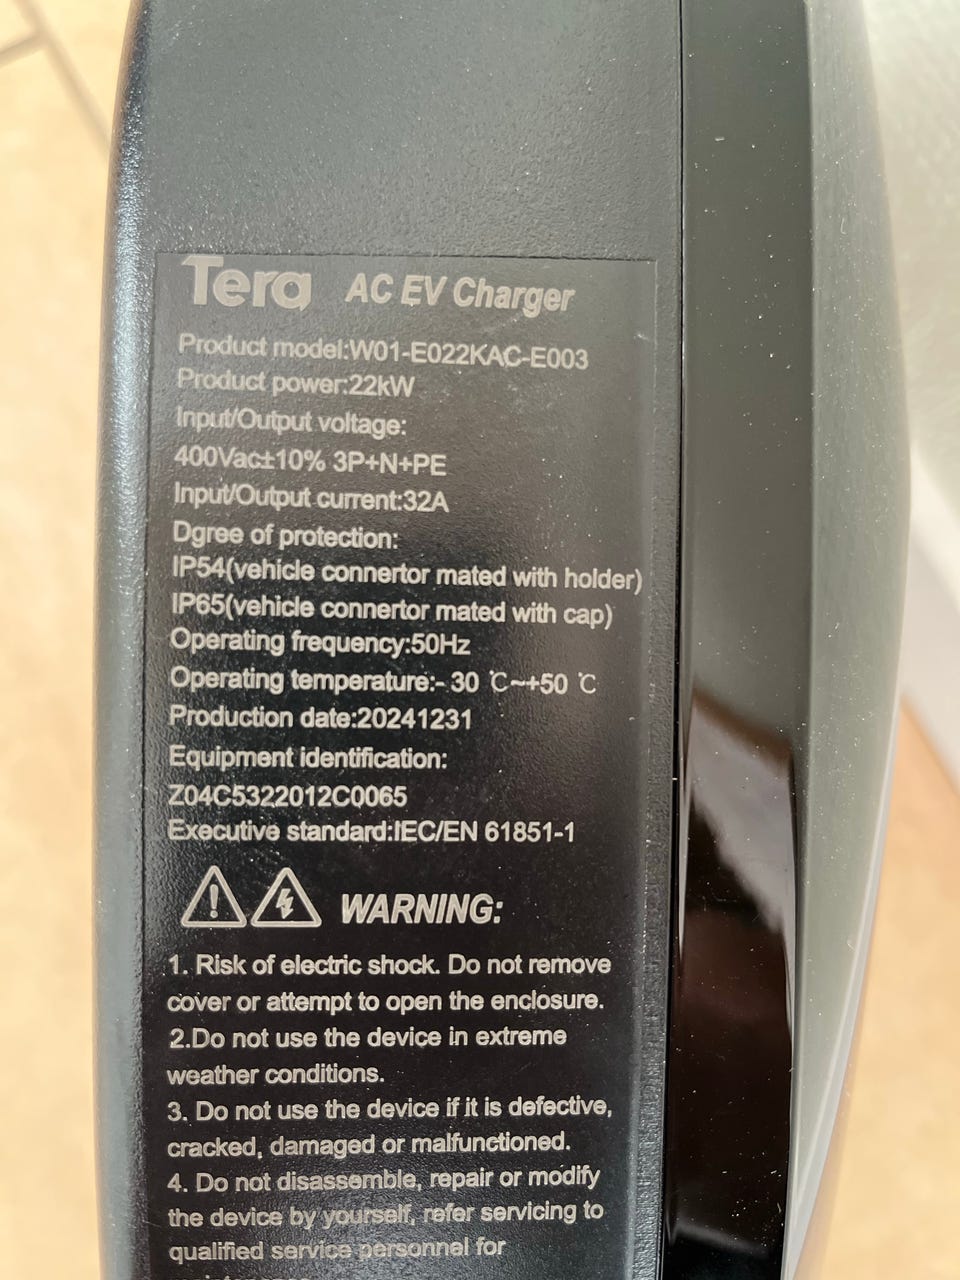 Tera AC EV Charger
Product model:W01-E022KAC-E003
Product power:22kW
Input/Output voltage:
400Vac±10% 3P+N+PE
Input/Output current:32A
Dgree of protection:
IP54(vehicle connertor mated with holder)
IP65(vehicle connertor mated with cap)
Operating frequency:50Hz
Operating temperature:- 30 ℃~+50 ℃
Production date:20241231
Equipment identification:
Z04C5322012C0065
Executive standard:IEC/EN 61851-1
WARNING:
1. Risk of electric shock. Do not remove
cover or attempt to open the enclosure.
2.Do not use the device in extreme
weather conditions.
3. Do not use the device if it is defective,
cracked, damaged or malfunctioned.
4. Do not disassemble, repair or modify
the device by yourself, refer servicing to
qualified service personnel for